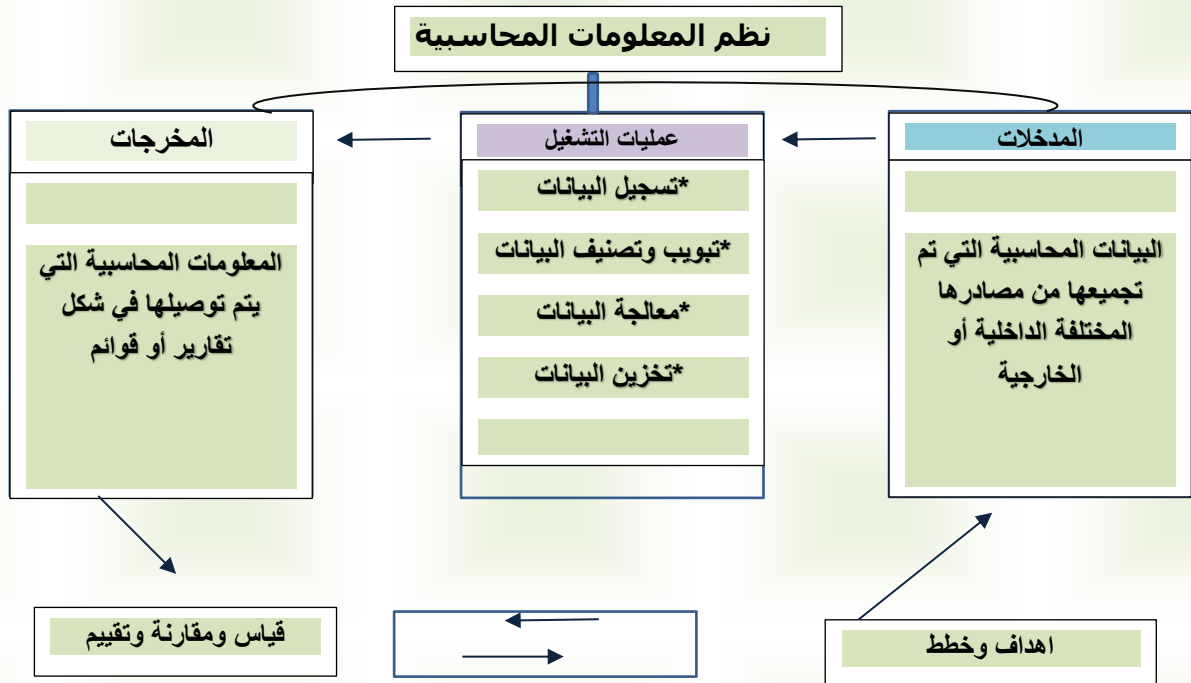 نظم المعلومات المحاسبية
المدخلات
البيانات المحاسبية التي تم
تجميعها من مصادرها
المختلفة الداخلية أو
الخارجية
عمليات التشغيل
*تسجيل البيانات
*تبويب وتصنيف البيانات
*معالجة البيانات
*تخزين البيانات
المخرجات
المعلومات المحاسبية التي
يتم توصيلها في شكل
تقارير أو قوائم
اهداف وخطط
قياس ومقارنة وتقييم